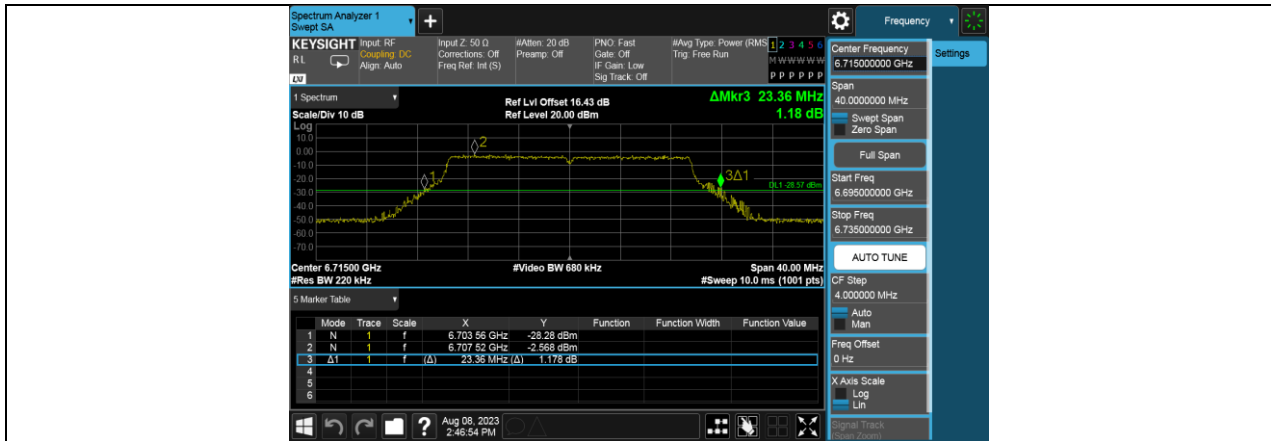 Spectrum Analyzer 1
Swept SA
Frequency
KEYSIGHT
RL
LXI
Input: RF
Coupling: DC
Align: Auto
Input Z: 50 Ω
Corrections: Off
Freq Ref: Int (S)
#Atten: 20 dB
Preamp: Off
PNO: Fast
Gate: Off
IF Gain: Low
Sig Track: Off
#Avg Type: Power (RMS
Trig: Free Run
1 2 3 4 5 6
M W W W W W
P P P P P P
1 Spectrum
Scale/Div 10 dB
Ref Lvl Offset 16.43 dB
Ref Level 20.00 dBm
ΔMkr3 23.36 MHz
1.18 dB
Log
10.0
0.00
-10.0
-20.0
-30.0
-40.0
-50.0
-60.0
-70.0
1
2
3Δ1
DL1 -28.57 dBm
Center 6.71500 GHz
#Res BW 220 kHz
#Video BW 680 kHz
Span 40.00 MHz
#Sweep 10.0 ms (1001 pts)
5 Marker Table
Mode Trace Scale X Y Function Function Width Function Value
1 N 1 f 6.703 56 GHz -28.28 dBm
2 N 1 f 6.707 52 GHz -2.568 dBm
3 Δ1 1 f (Δ) 23.36 MHz (Δ) 1.178 dB
4
5
6
?
Aug 08, 2023
2:46:54 PM
Center Frequency
6.715000000 GHz
Settings
Span
40.0000000 MHz
Swept Span
Zero Span
Full Span
Start Freq
6.695000000 GHz
Stop Freq
6.735000000 GHz
AUTO TUNE
CF Step
4.000000 MHz
Auto
Man
Freq Offset
0 Hz
X Axis Scale
Log
Lin
Signal Track
(Span Zoom)